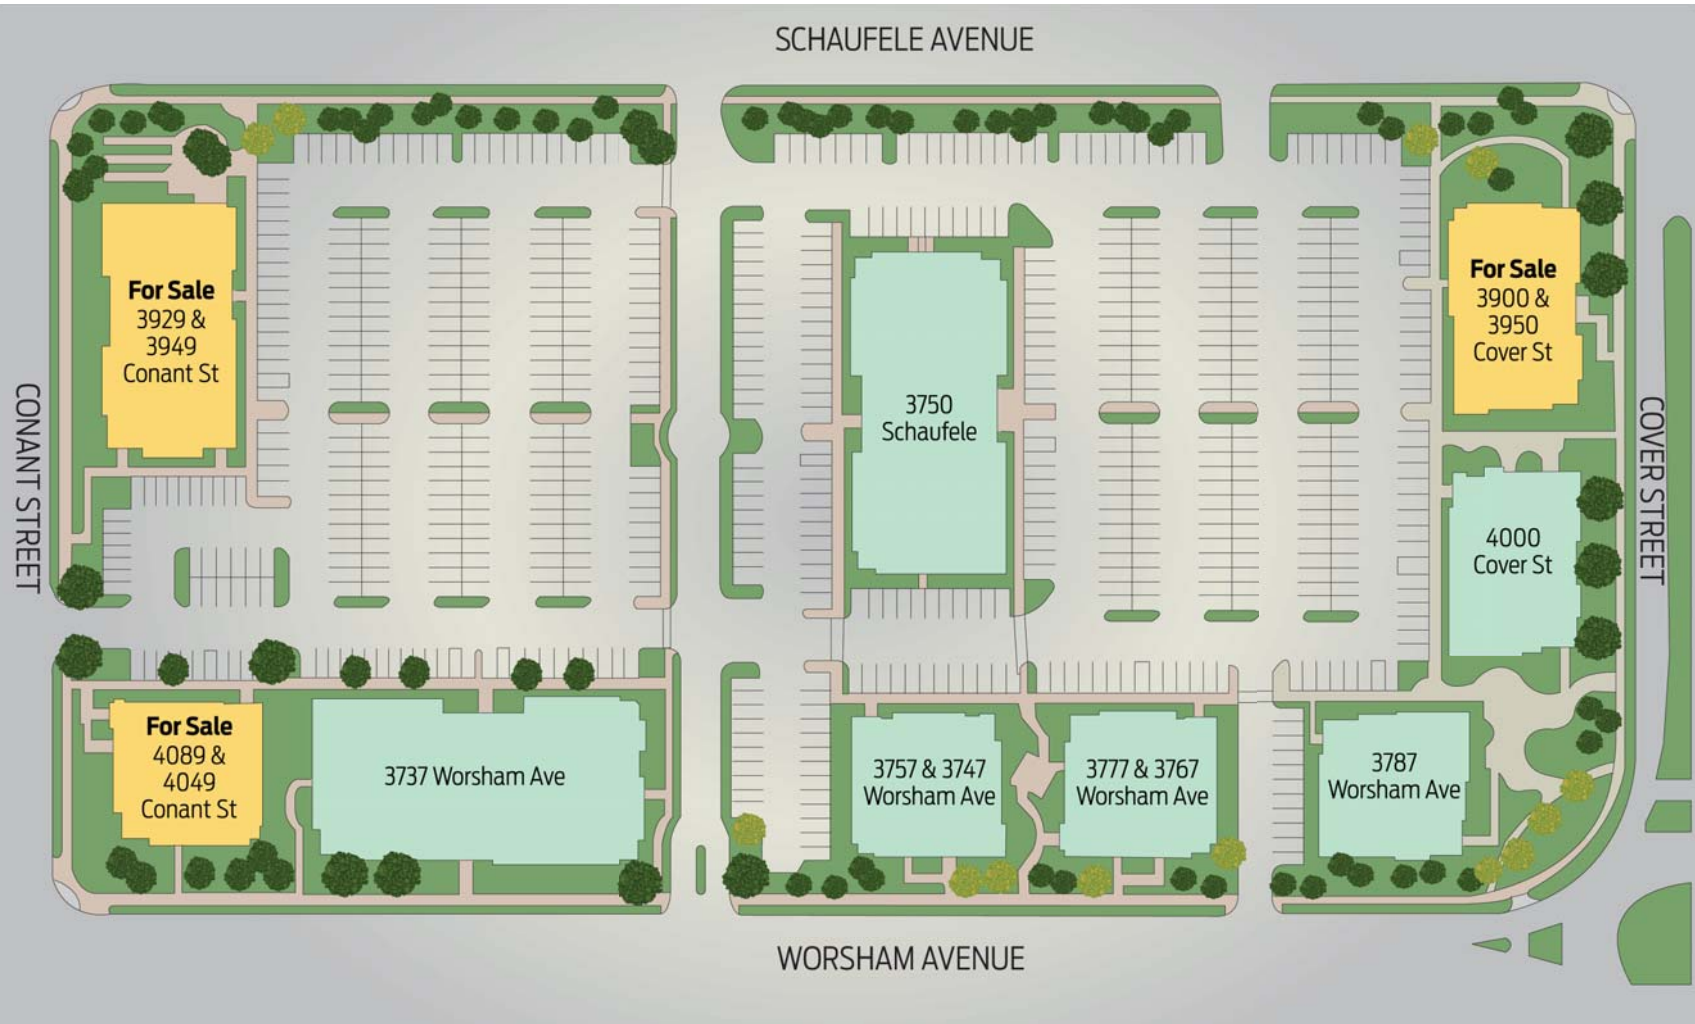 SCHAUFELE AVENUE
For Sale
3929 &
3949
Conant St
For Sale
3900 &
3950
Cover St
3750
Schaufele
CONANT STREET
COVER STREET
4000
Cover St
For Sale
4089 &
4049
Conant St
3737 Worsham Ave
3757 & 3747
Worsham Ave
3777 & 3767
Worsham Ave
3787
Worsham Ave
WORSHAM AVENUE